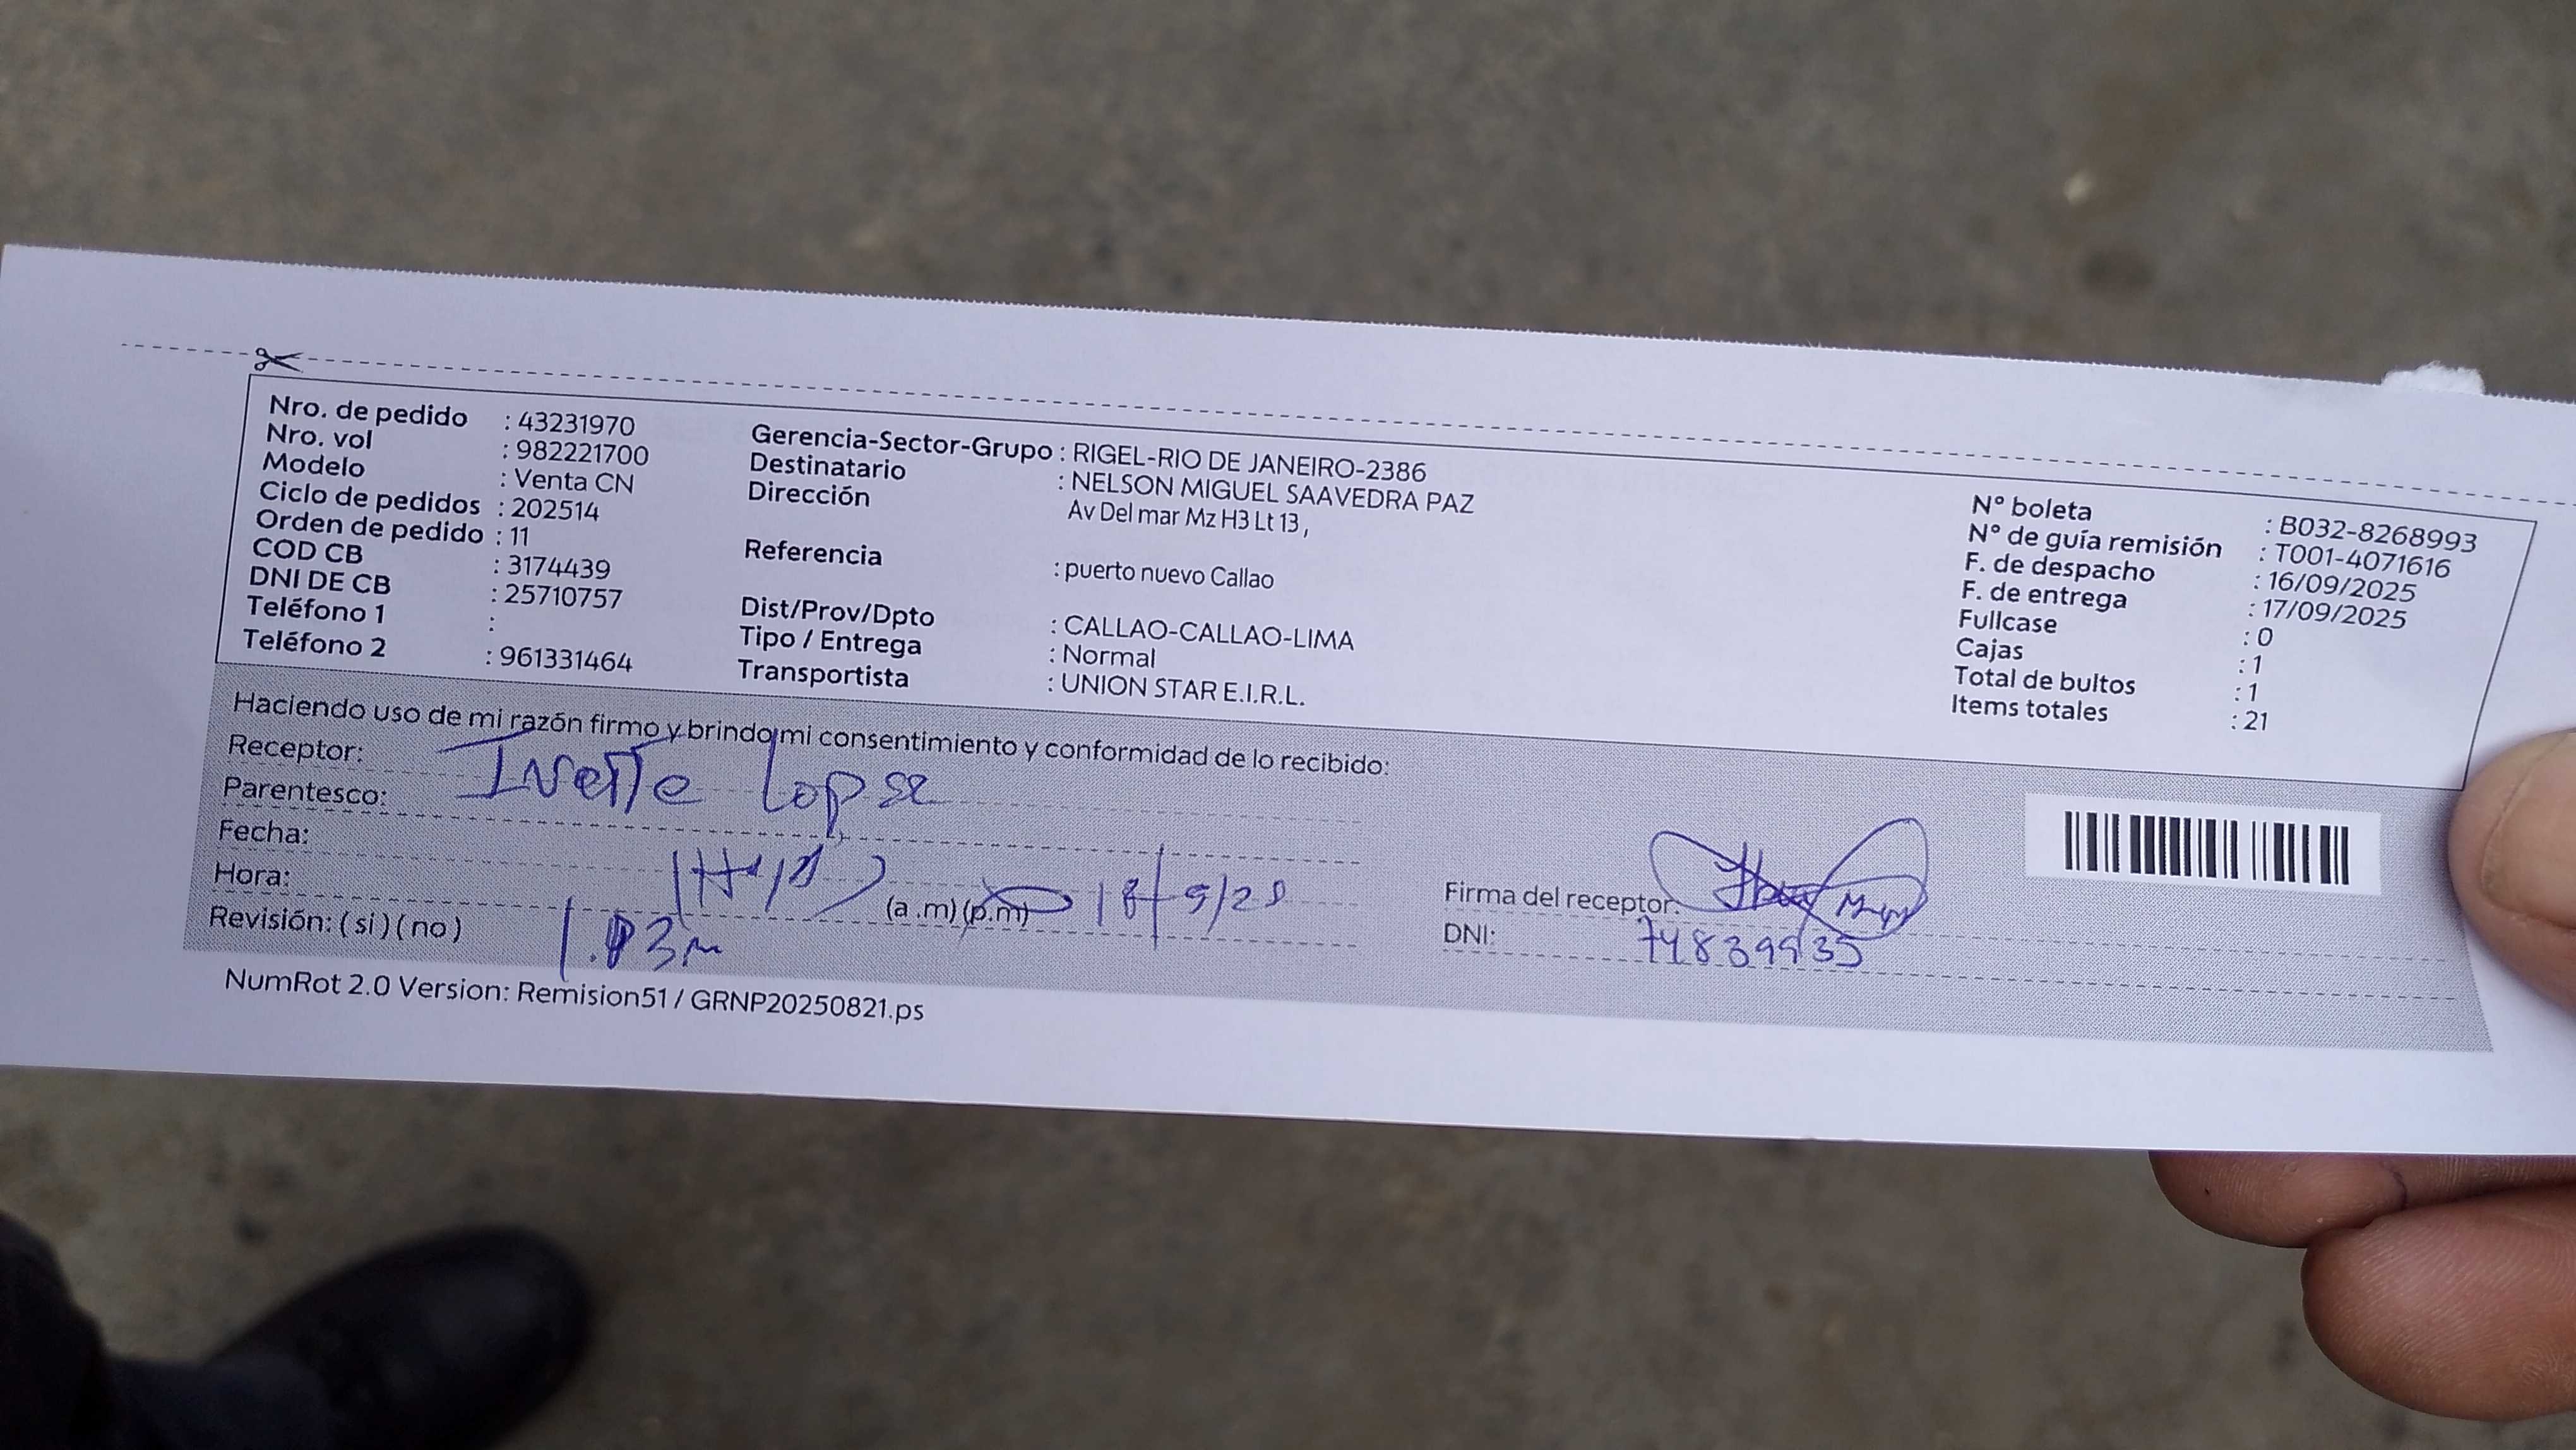 Nro. de pedido : 43231970
Nro. vol : 982221700
Modelo : Venta CN
Ciclo de pedidos : 202514
Orden de pedido : 11
COD CB : 3174439
DNI DE CB : 25710757
Teléfono 1 :
Teléfono 2 : 961331464
Gerencia-Sector-Grupo : RIGEL-RIO DE JANEIRO-2386
Destinatario : NELSON MIGUEL SAAVEDRA PAZ
Dirección Av Del mar Mz H3 Lt 13 ,
Referencia : puerto nuevo Callao
Dist/Prov/Dpto : CALLAO-CALLAO-LIMA
Tipo / Entrega : Normal
Transportista : UNION STAR E.I.R.L.
Nº boleta : B032-8268993
Nº de guía remisión : T001-4071616
F. de despacho : 16/09/2025
F. de entrega : 17/09/2025
Fullcase : 0
Cajas : 1
Total de bultos : 1
Items totales : 21
Haciendo uso de mi razón firmo y brindo mi consentimiento y conformidad de lo recibido:
Receptor: Ivette
Parentesco:
Fecha:
Hora: (a .m) (p.m)
Revisión: ( si ) ( no )
Firma del receptor:
DNI:
NumRot 2.0 Version: Remision51 / GRNP20250821.ps